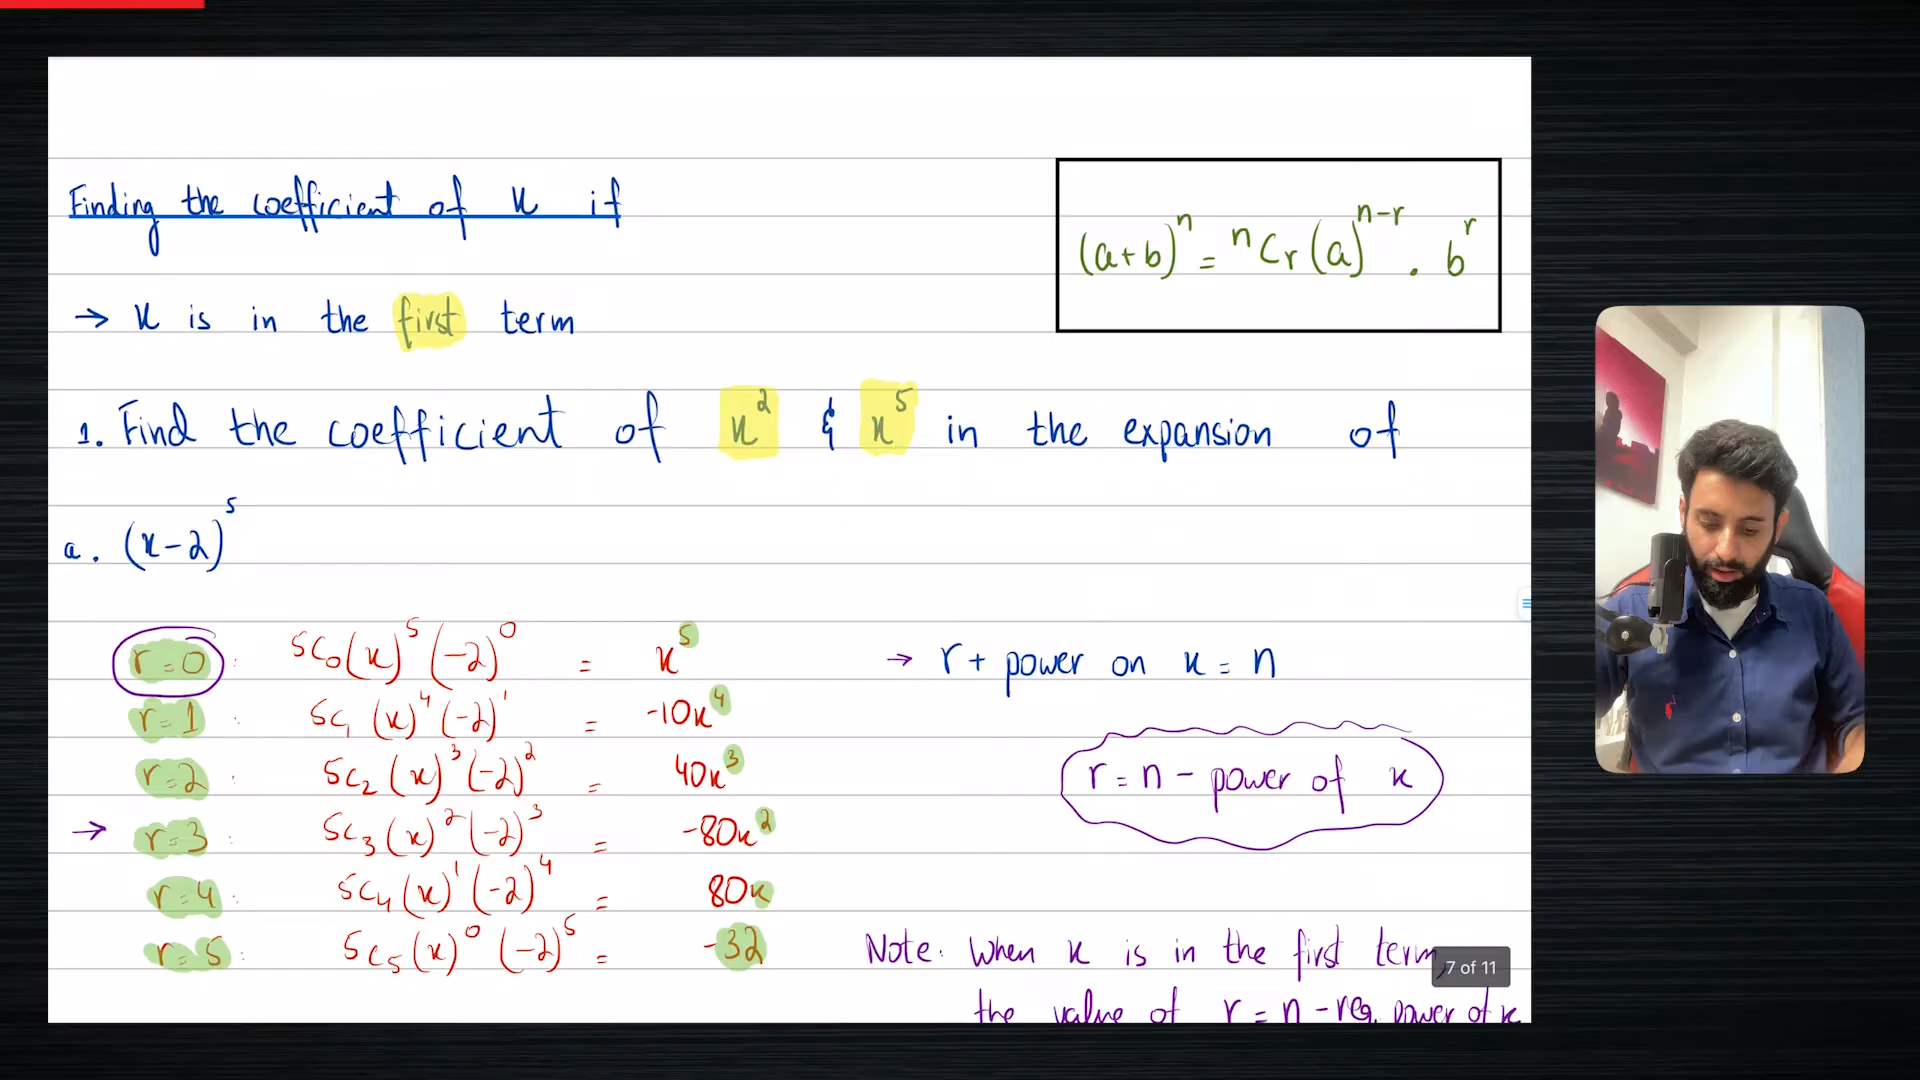 Finding the coefficient of x if
(a+b)^n = nCr (a)^{n-r} . b^r
→ x is in the first term
1. Find the coefficient of x^2 & x^5 in the expansion of
a. (x-2)^5
r=0 : 5C0 (x)^5 (-2)^0 = x^5
r=1 : 5C1 (x)^4 (-2)^1 = -10x^4
r=2 : 5C2 (x)^3 (-2)^2 = 40x^3
→ r=3 : 5C3 (x)^2 (-2)^3 = -80x^2
r=4 : 5C4 (x)^1 (-2)^4 = 80x
r=5 : 5C5 (x)^0 (-2)^5 = -32
→ r + power on x = n
r = n - power of x
Note: When x is in the first term,
the value of r = n - req. power of x
7 of 11